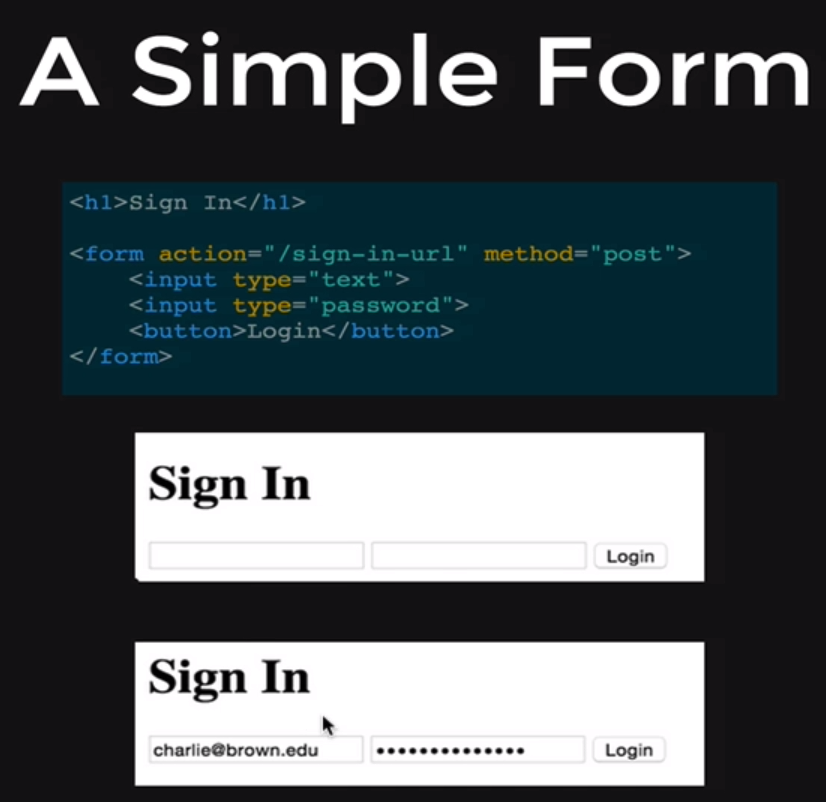 A Simple Form
<h1>Sign In</h1>
<form action="/sign-in-url" method="post">
    <input type="text">
    <input type="password">
    <button>Login</button>
</form>
Sign In
Login
Sign In
charlie@brown.edu •••••••••••••• Login